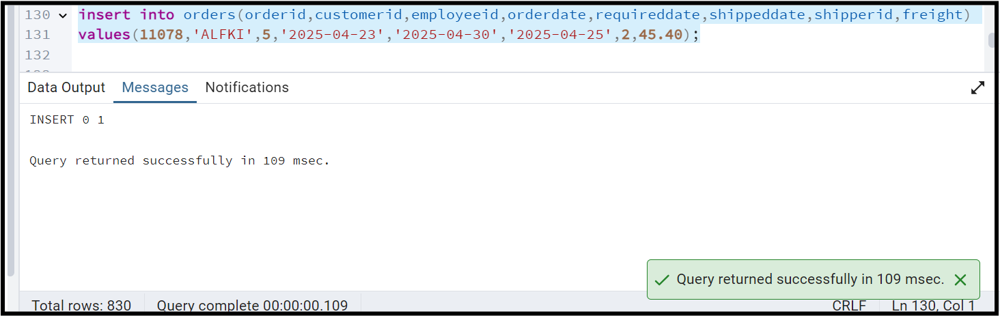 130 insert into orders(orderid,customerid,employeeid,orderdate,requireddate,shippeddate,shipperid,freight)
131 values(11078,'ALFKI',5,'2025-04-23','2025-04-30','2025-04-25',2,45.40);
132
Data Output Messages Notifications
INSERT 0 1
Query returned successfully in 109 msec.
Query returned successfully in 109 msec.
Total rows: 830 Query complete 00:00:00.109 CRLF Ln 130, Col 1